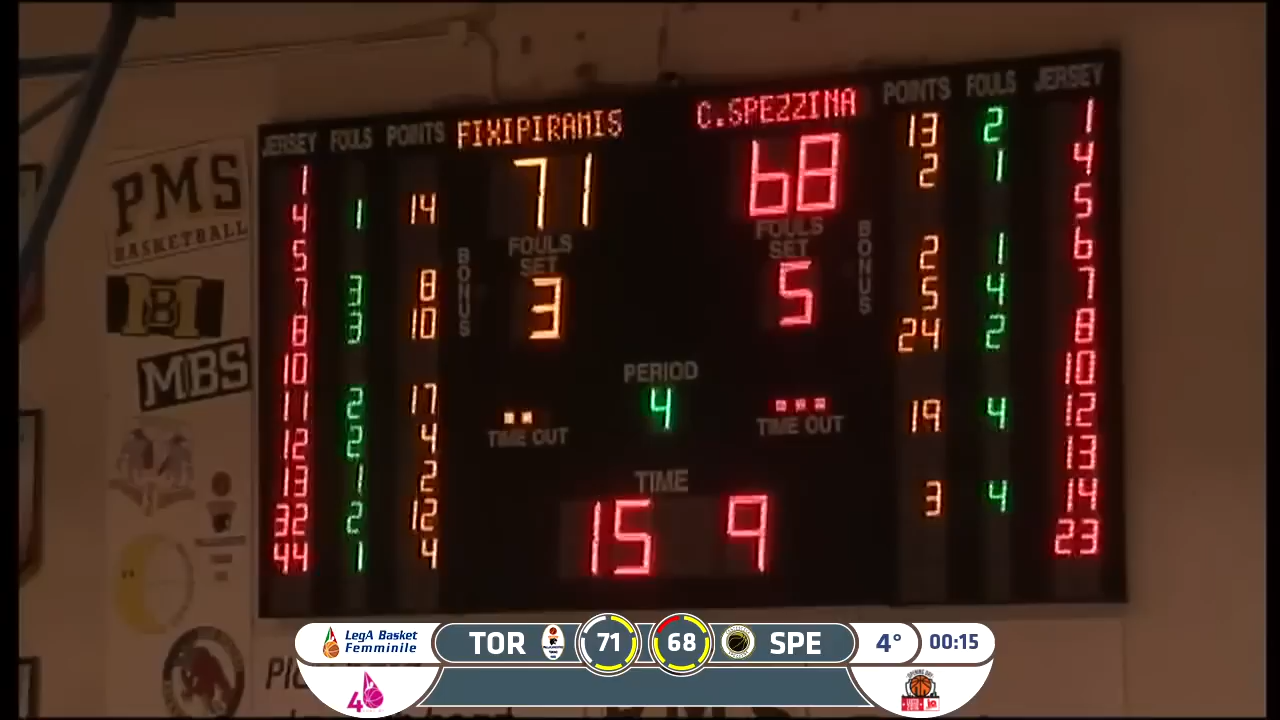 PMS
BASKETBALL
MBS
JERSEY FOULS POINTS FIXIPIRAMIS C.SPEZZINA POINTS FOULS JERSEY
71 68
FOULS SET FOULS SET
3 5
BONUS BONUS
1
4 1 14
5
7 3 8
8 3 10
10
11 2 17
12 2 4
13 1 2
32 2 12
44 1 4
13 2 1
2 1 4
5
2 1 6
5 4 7
24 2 8
10
19 4 12
13
3 4 14
23
PERIOD
4
TIME OUT TIME OUT
TIME
15 9
LegA Basket
Femminile
TOR 71 68 SPE 4° 00:15
4